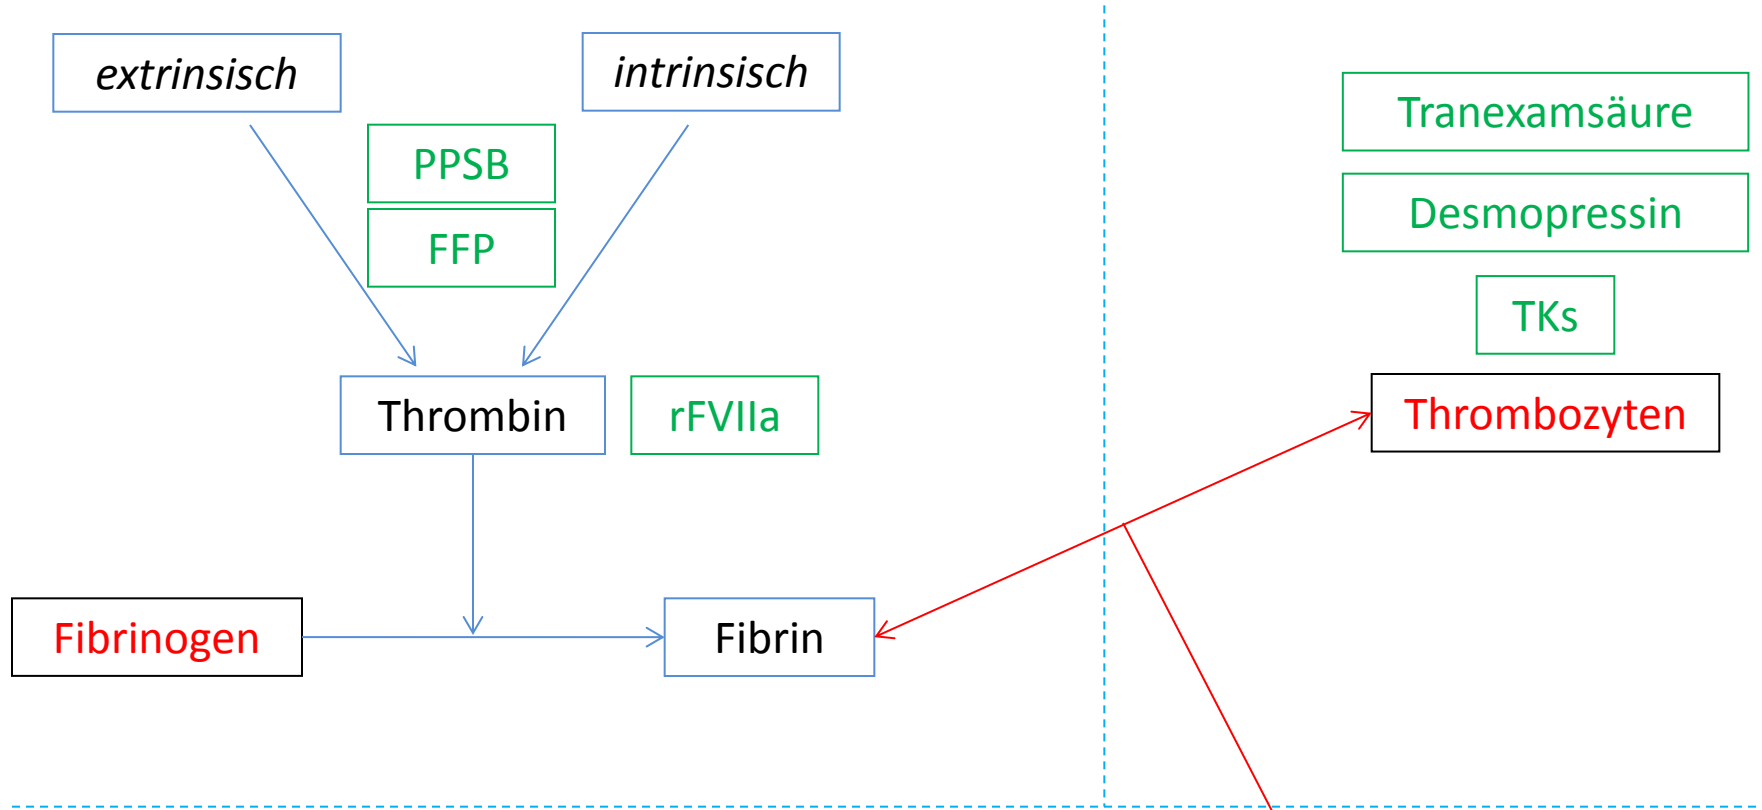 extrinsisch
intrinsisch
PPSB
FFP
Thrombin
rFVIIa
Fibrinogen
Fibrin
Tranexamsäure
Desmopressin
TKs
Thrombozyten